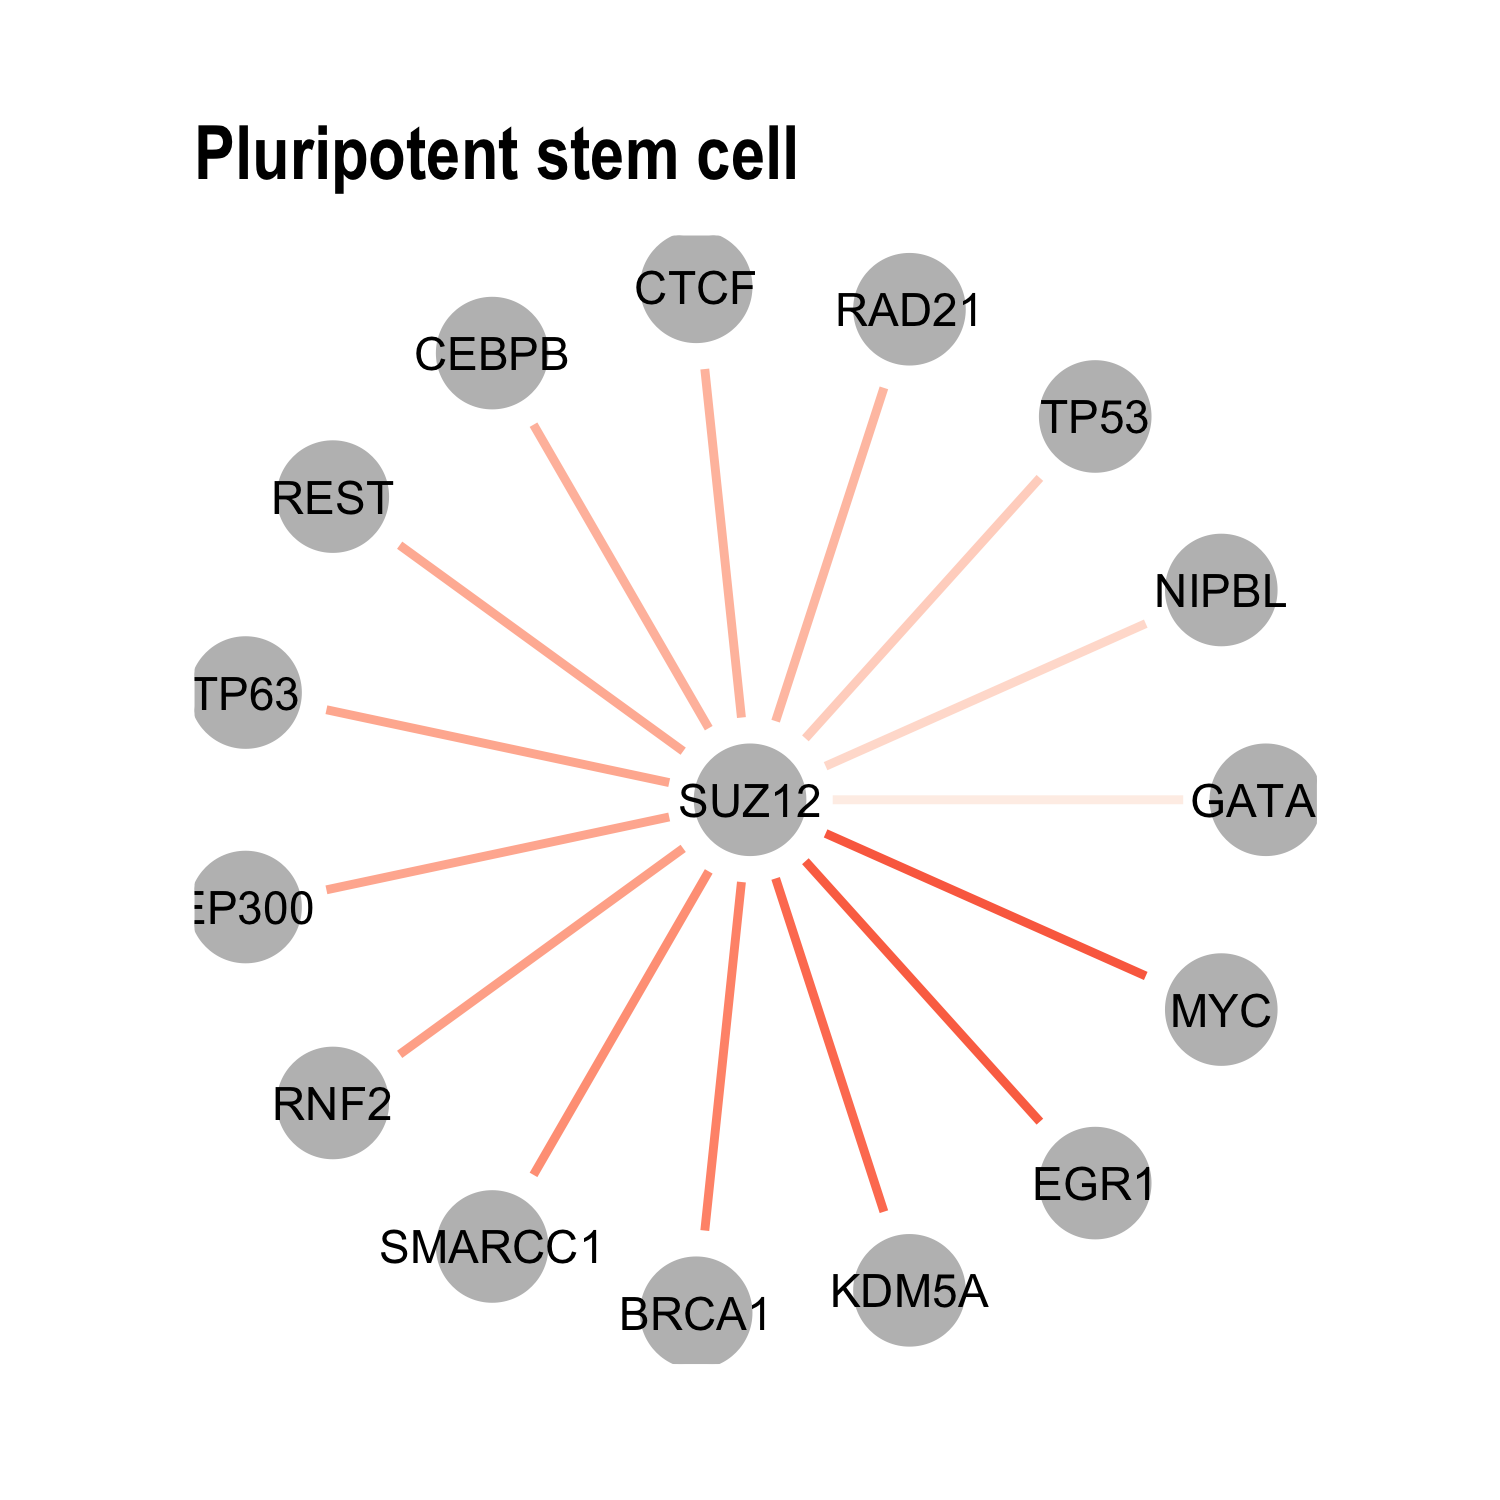 Pluripotent stem cell
CTCF
RAD21
CEBPB
TP53
REST
NIPBL
TP63
SUZ12
GATA
EP300
MYC
RNF2
EGR1
SMARCC1
KDM5A
BRCA1